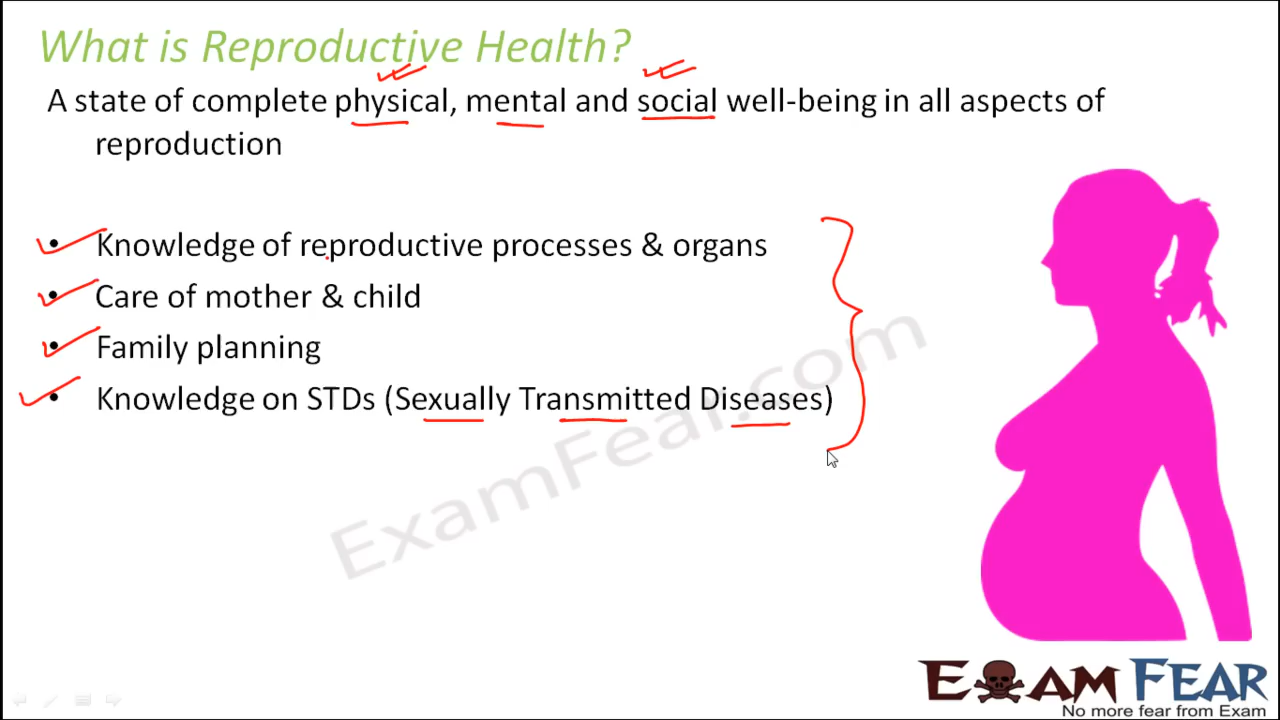 What is Reproductive Health?
A state of complete physical, mental and social well-being in all aspects of
reproduction
• Knowledge of reproductive processes & organs
• Care of mother & child
• Family planning
• Knowledge on STDs (Sexually Transmitted Diseases)
ExamFear.com
EXAM FEAR
No more fear from Exam